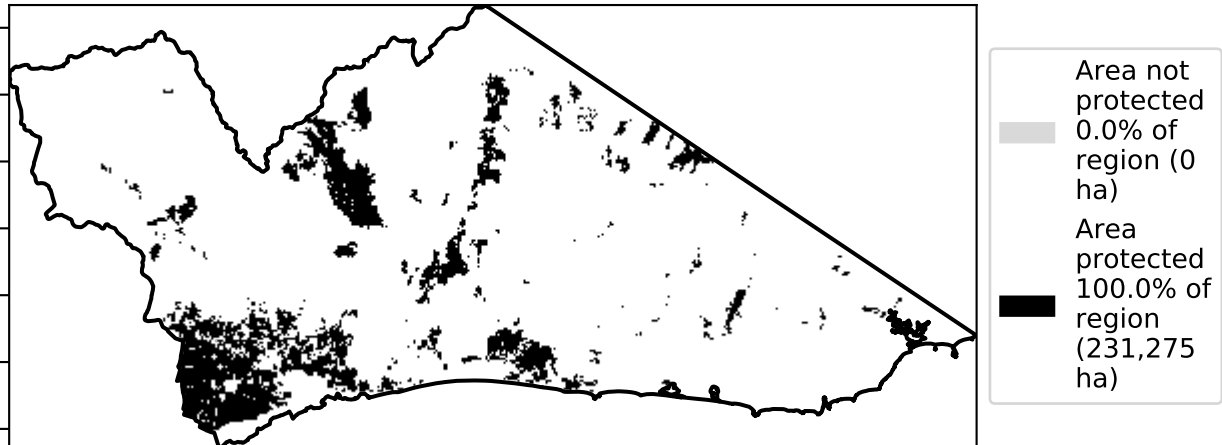 Area not
protected
0.0% of
region (0
ha)
Area
protected
100.0% of
region
(231,275
ha)